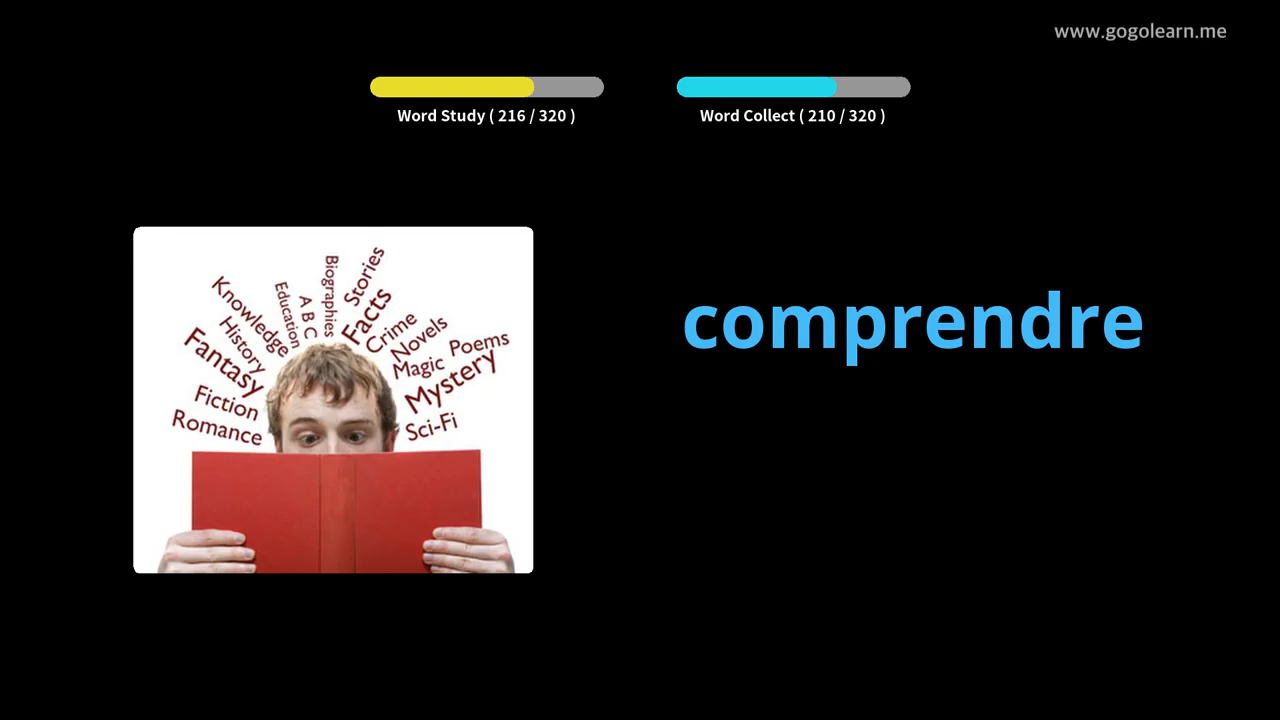 www.gogolearn.me
Word Study ( 216 / 320 )
Word Collect ( 210 / 320 )
Biographies
Stories
Education
A B C
Facts
Knowledge
Crime
History
Novels
Poems
Fantasy
Magic
Mystery
Fiction
Romance
Sci-Fi
comprendre